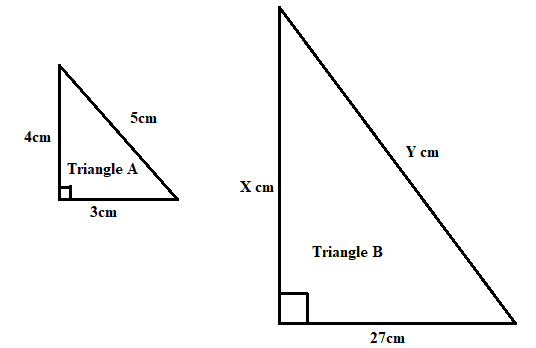 4cm
5cm
Triangle A
3cm
X cm
Y cm
Triangle B
27cm